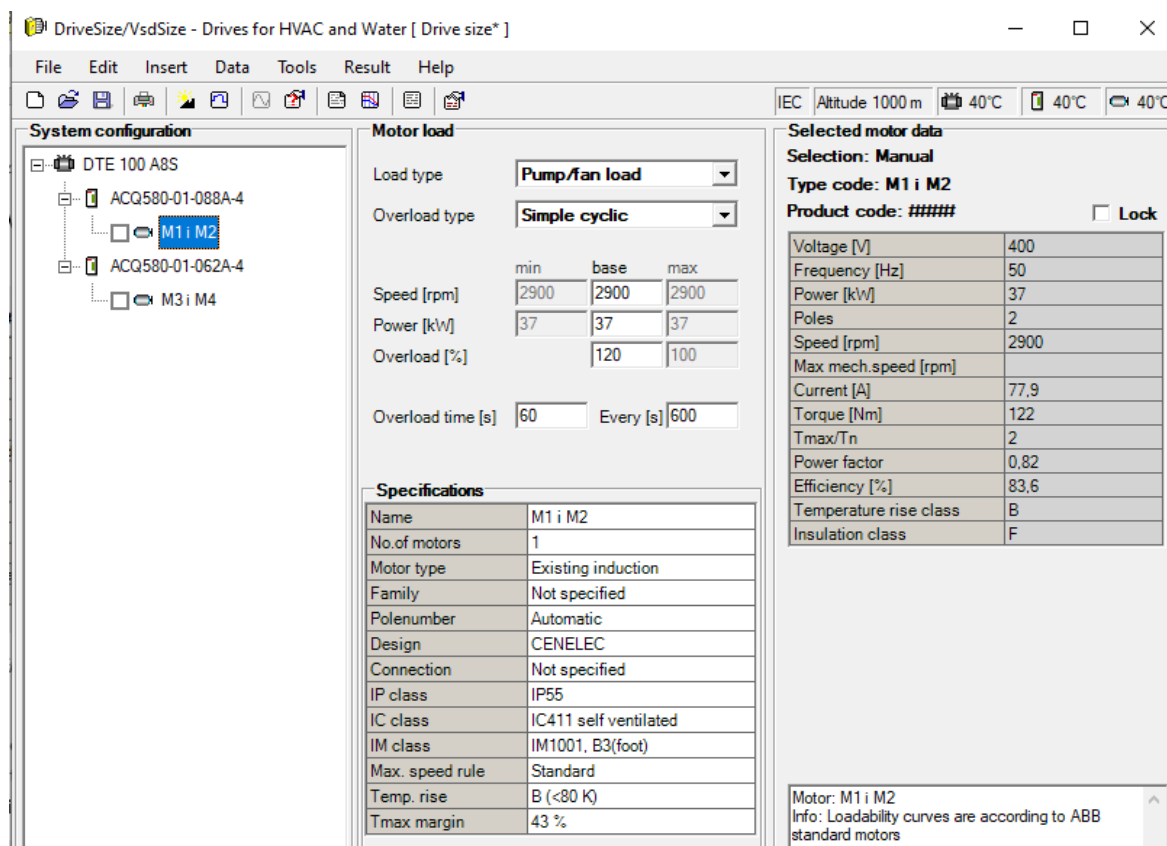 DriveSize/VsdSize - Drives for HVAC and Water [ Drive size* ]
File Edit Insert Data Tools Result Help
IEC Altitude 1000 m 40°C 40°C 40°C
System configuration
DTE 100 A8S
ACQ580-01-088A-4
M1 i M2
ACQ580-01-062A-4
M3 i M4
Motor load
Load type Pump/fan load
Overload type Simple cyclic
min base max
Speed [rpm] 2900 2900 2900
Power [kW] 37 37 37
Overload [%] 120 100
Overload time [s] 60 Every [s] 600
Specifications
Name M1 i M2
No.of motors 1
Motor type Existing induction
Family Not specified
Polenumber Automatic
Design CENELEC
Connection Not specified
IP class IP55
IC class IC411 self ventilated
IM class IM1001, B3(foot)
Max. speed rule Standard
Temp. rise B (<80 K)
Tmax margin 43 %
Selected motor data
Selection: Manual
Type code: M1 i M2
Product code: ###### Lock
Voltage [V] 400
Frequency [Hz] 50
Power [kW] 37
Poles 2
Speed [rpm] 2900
Max mech.speed [rpm]
Current [A] 77,9
Torque [Nm] 122
Tmax/Tn 2
Power factor 0,82
Efficiency [%] 83,6
Temperature rise class B
Insulation class F
Motor: M1 i M2
Info: Loadability curves are according to ABB
standard motors